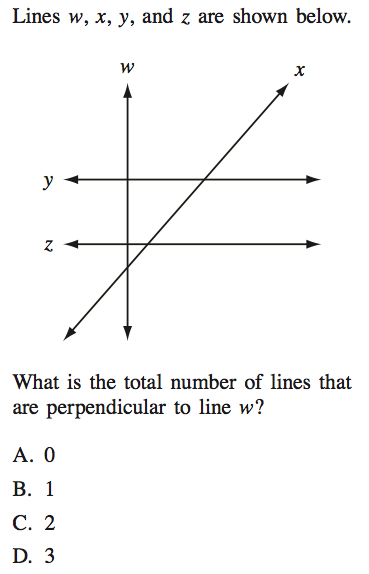 Lines w, x, y, and z are shown below.
w
x
y
z
What is the total number of lines that
are perpendicular to line w?
A. 0
B. 1
C. 2
D. 3